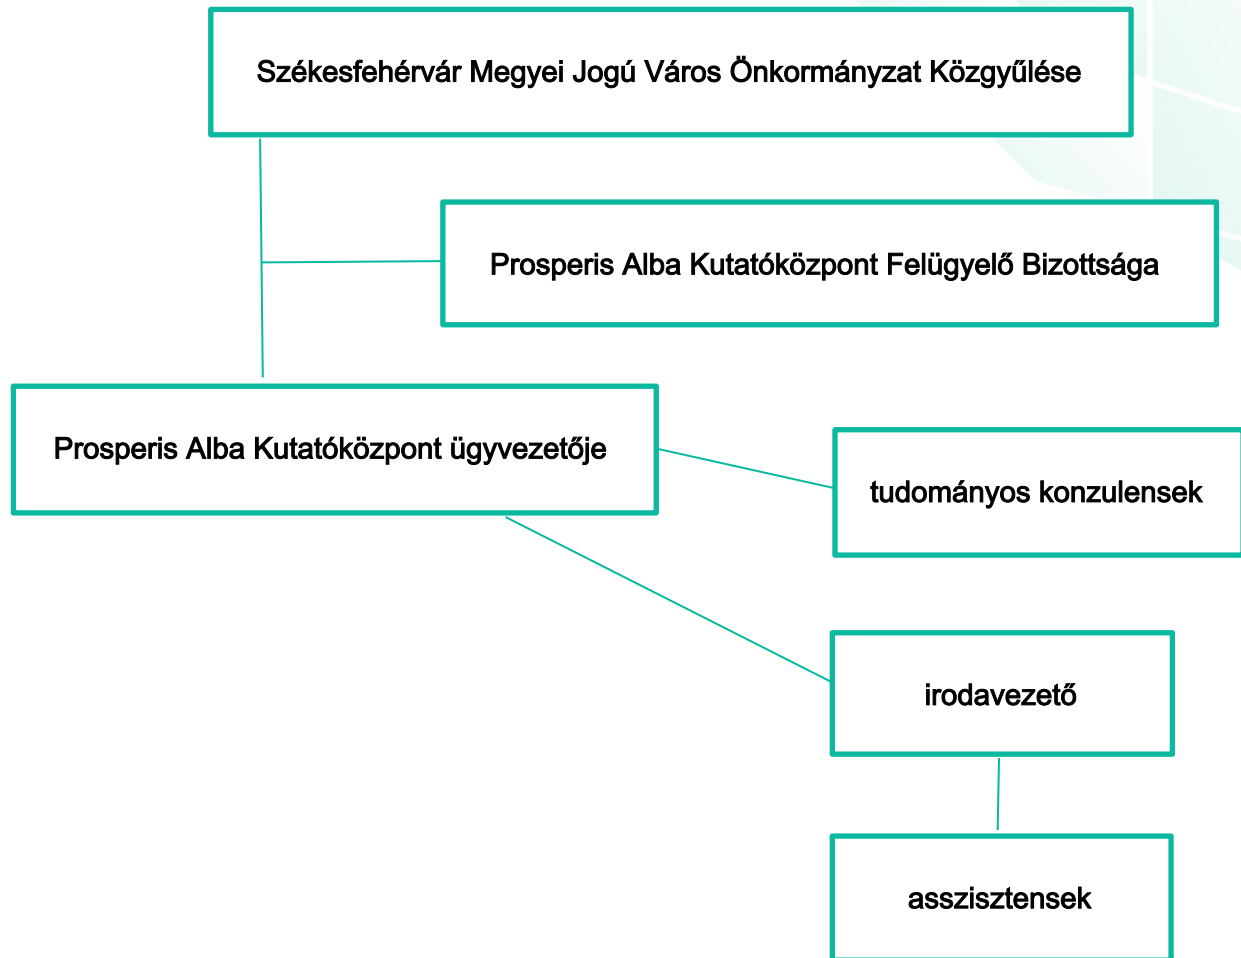 Székesfehérvár Megyei Jogú Város Önkormányzat Közgyűlése
Prosperis Alba Kutatóközpont Felügyelő Bizottsága
Prosperis Alba Kutatóközpont ügyvezetője
tudományos konzulensek
irodavezető
asszisztensek